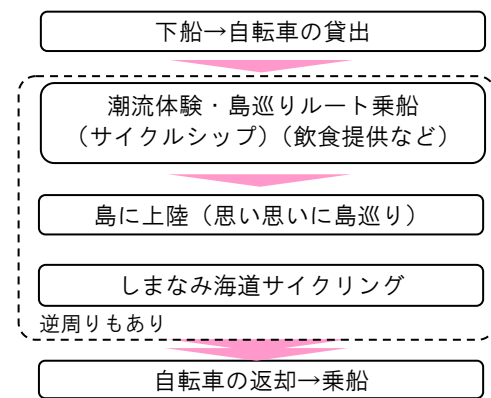 下船→自転車の貸出
潮流体験・島巡りルート乗船
（サイクルシップ）（飲食提供など）
島に上陸（思い思いに島巡り）
しまなみ海道サイクリング
逆周りもあり
自転車の返却→乗船